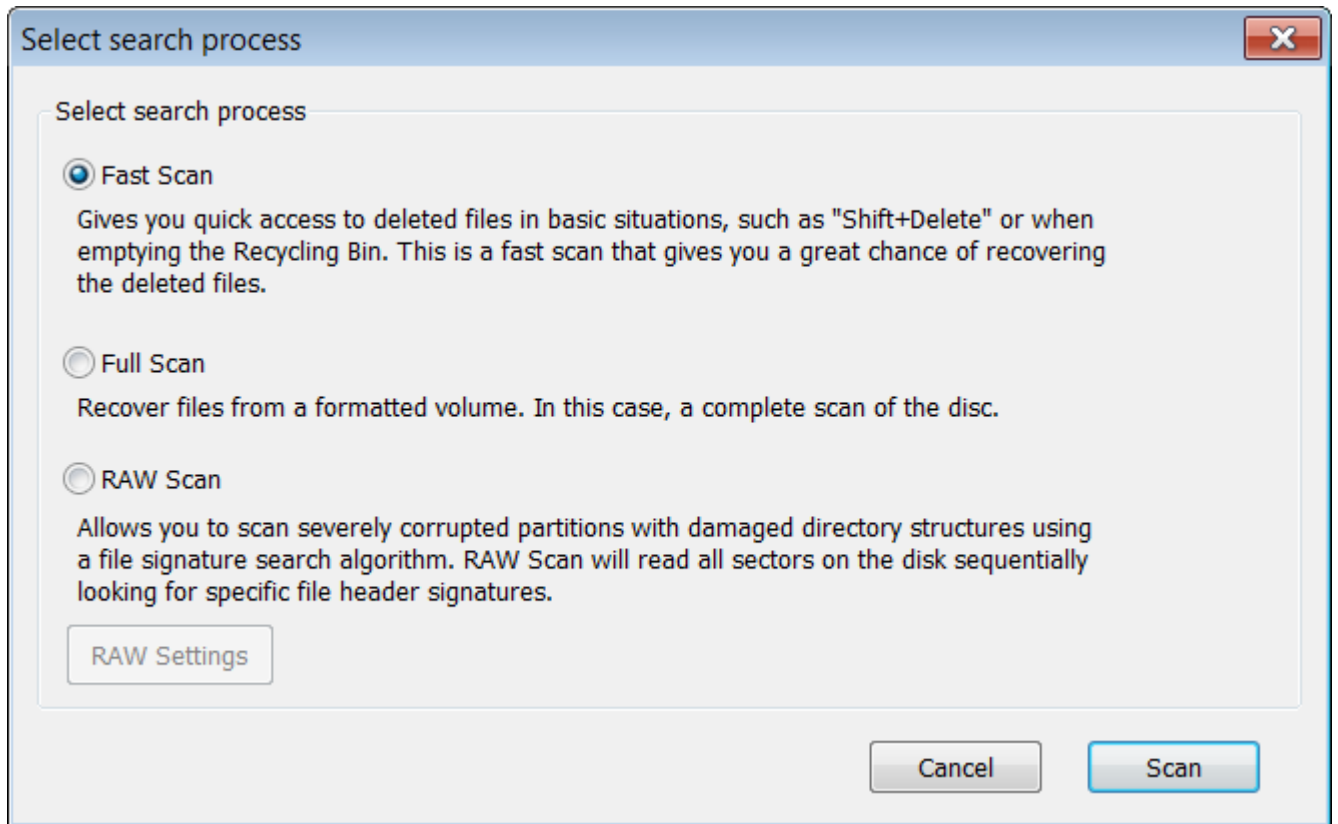 Select search process
Select search process
Fast Scan
Gives you quick access to deleted files in basic situations, such as "Shift+Delete" or when
emptying the Recycling Bin. This is a fast scan that gives you a great chance of recovering
the deleted files.
Full Scan
Recover files from a formatted volume. In this case, a complete scan of the disc.
RAW Scan
Allows you to scan severely corrupted partitions with damaged directory structures using
a file signature search algorithm. RAW Scan will read all sectors on the disk sequentially
looking for specific file header signatures.
RAW Settings
Cancel Scan